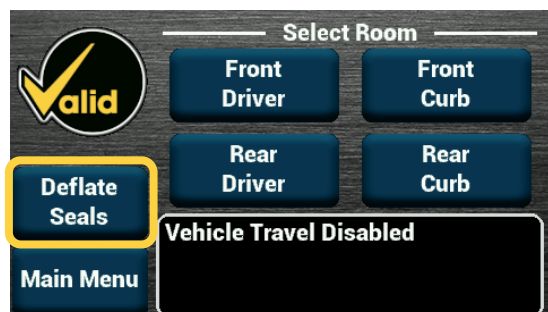 Valid
Select Room
Front
Driver
Front
Curb
Rear
Driver
Rear
Curb
Deflate
Seals
Vehicle Travel Disabled
Main Menu